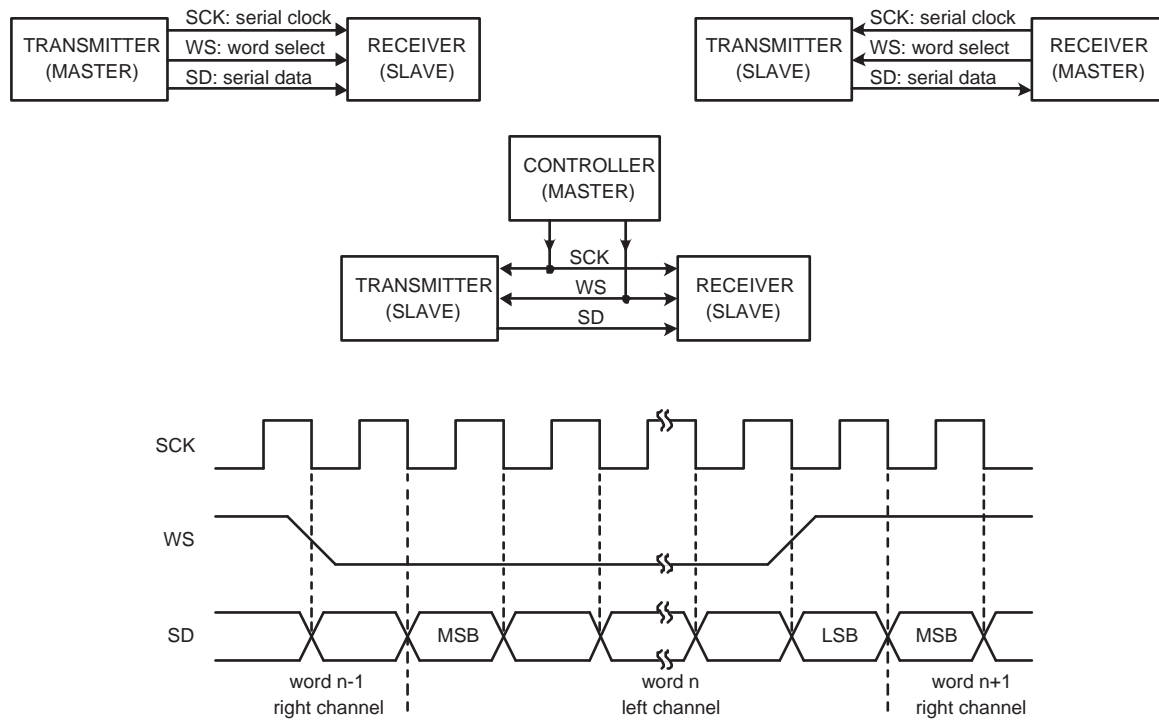 TRANSMITTER
(MASTER)
SCK: serial clock
WS: word select
SD: serial data
RECEIVER
(SLAVE)
TRANSMITTER
(SLAVE)
SCK: serial clock
WS: word select
SD: serial data
RECEIVER
(MASTER)
CONTROLLER
(MASTER)
TRANSMITTER
(SLAVE)
SCK
WS
SD
RECEIVER
(SLAVE)
SCK
WS
SD
MSB
LSB
MSB
word n-1
right channel
word n
left channel
word n+1
right channel